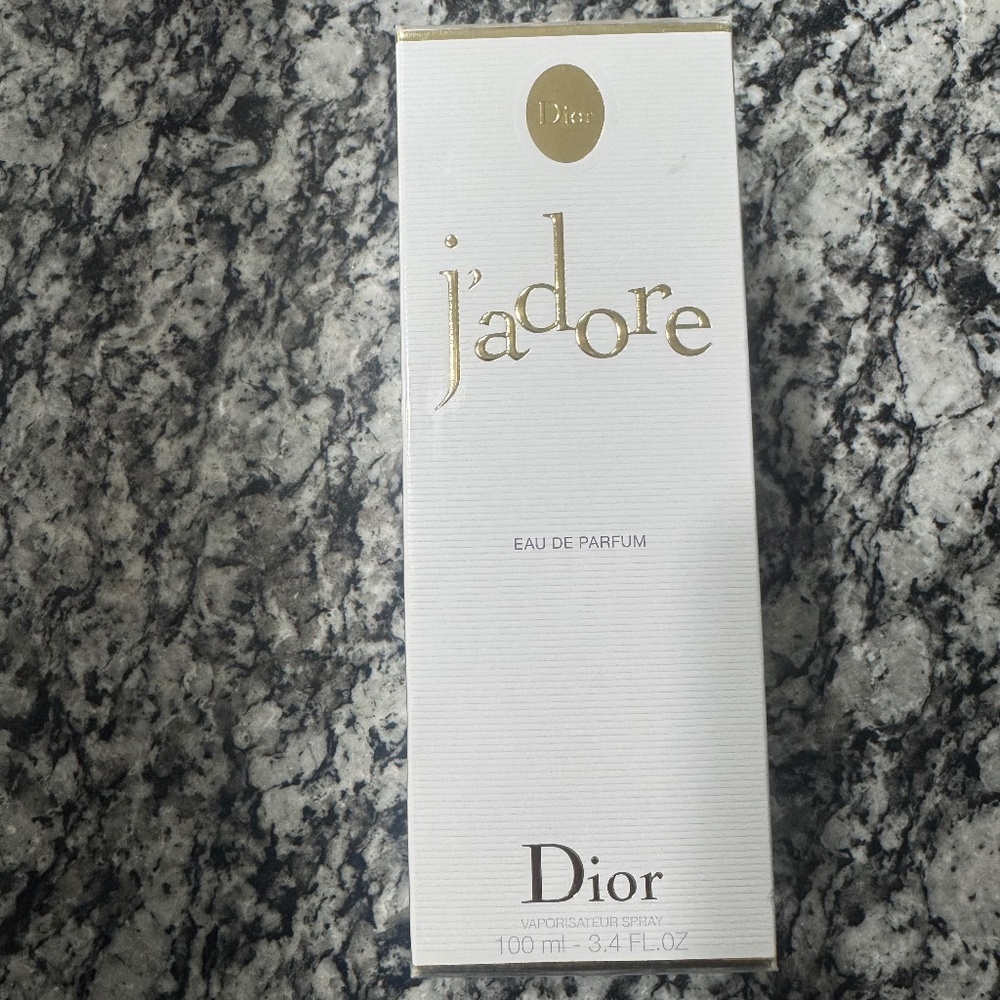 Dior
j'adore
EAU DE PARFUM
Dior
VAPORISATEUR SPRAY
100 ml - 3.4 FL.OZ